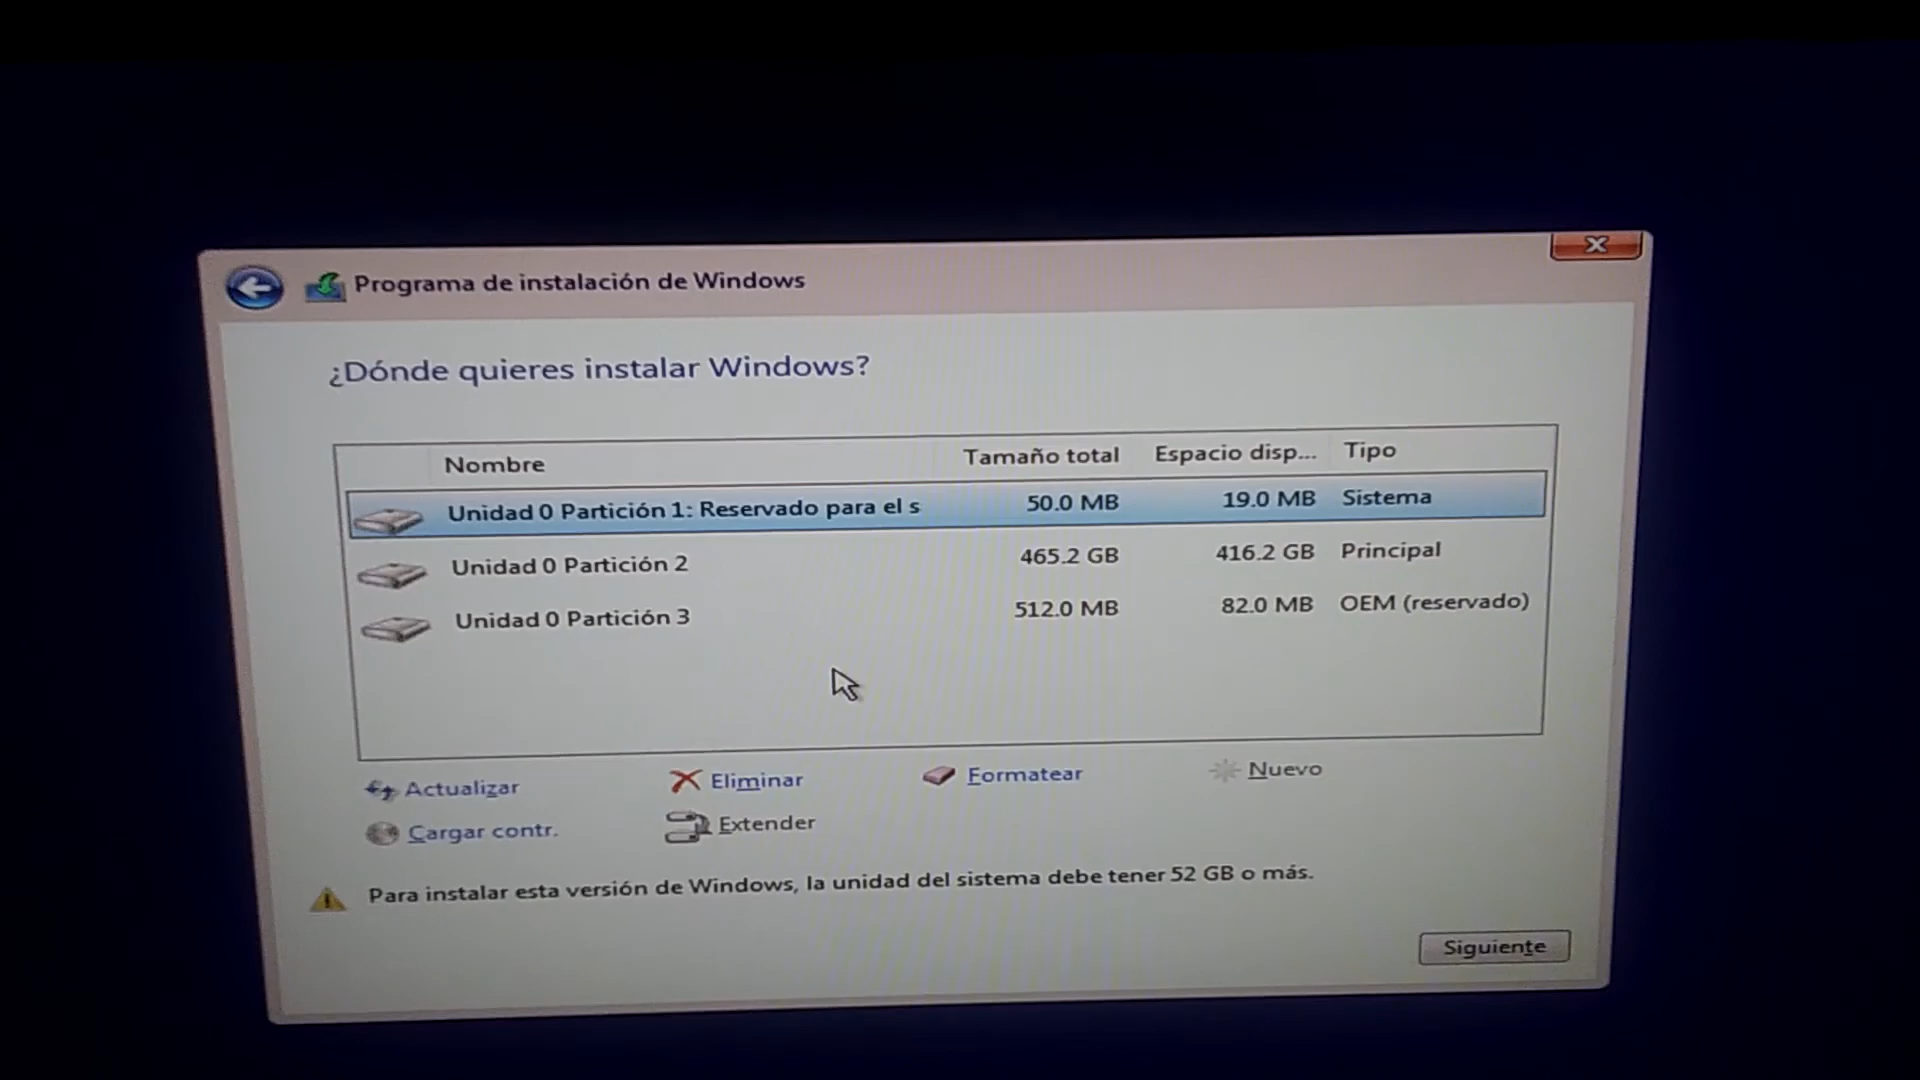 Programa de instalación de Windows
¿Dónde quieres instalar Windows?
Nombre Tamaño total Espacio disp... Tipo
Unidad 0 Partición 1: Reservado para el s 50.0 MB 19.0 MB Sistema
Unidad 0 Partición 2 465.2 GB 416.2 GB Principal
Unidad 0 Partición 3 512.0 MB 82.0 MB OEM (reservado)
Actualizar Eliminar Formatear Nuevo
Cargar contr. Extender
Para instalar esta versión de Windows, la unidad del sistema debe tener 52 GB o más.
Siguiente